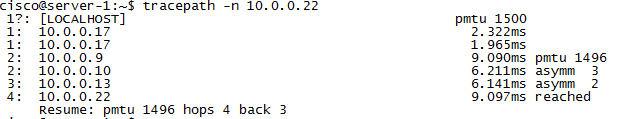 cisco@server-1:~$ tracepath -n 10.0.0.22
1?: [LOCALHOST] pmtu 1500
1: 10.0.0.17 2.322ms
1: 10.0.0.17 1.965ms
2: 10.0.0.9 9.090ms pmtu 1496
2: 10.0.0.10 6.211ms asymm 3
3: 10.0.0.13 6.141ms asymm 2
4: 10.0.0.22 9.097ms reached
Resume: pmtu 1496 hops 4 back 3